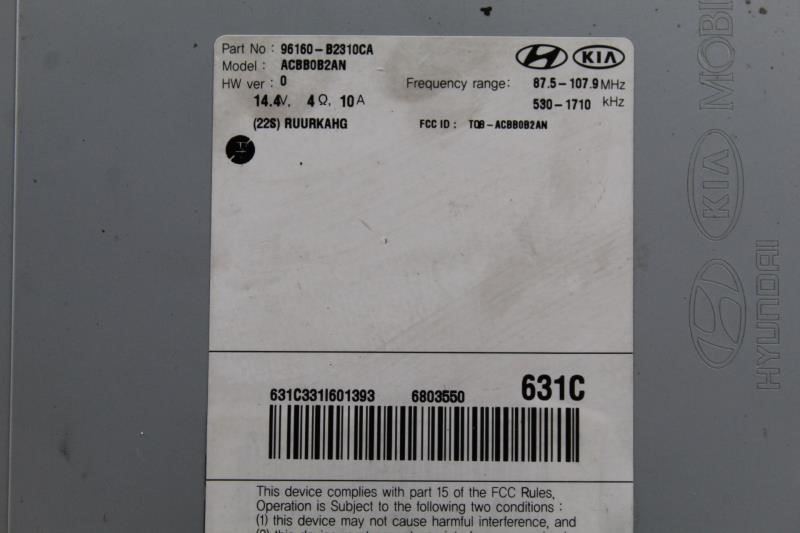 Part No : 96160-B2310CA
Model : ACBB0B2AN
HW ver : 0
14.4V, 4Ω, 10A
(22S) RUURKAHG
KIA
Frequency range: 87.5-107.9MHz
530-1710 kHz
FCC ID : TQ8-ACBB0B2AN
631C331I601393 6803550 631C
This device complies with part 15 of the FCC Rules,
Operation is Subject to the following two conditions :
(1) this device may not cause harmful interference, and
HYUNDAI KIA MOBI